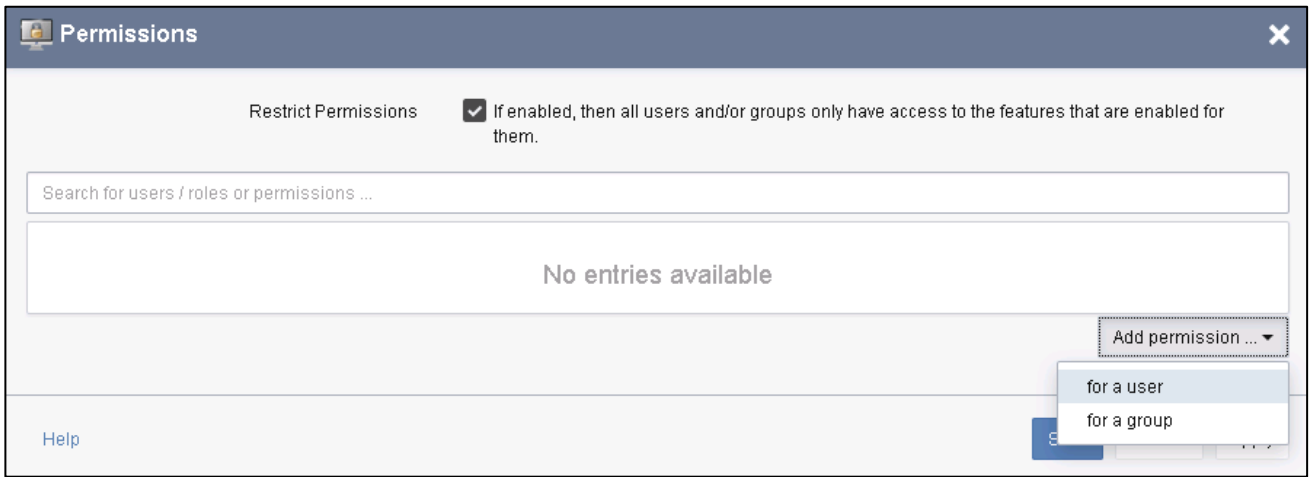 Permissions
Restrict Permissions If enabled, then all users and/or groups only have access to the features that are enabled for
them.
Search for users / roles or permissions ...
No entries available
Add permission ...
for a user
for a group
Help